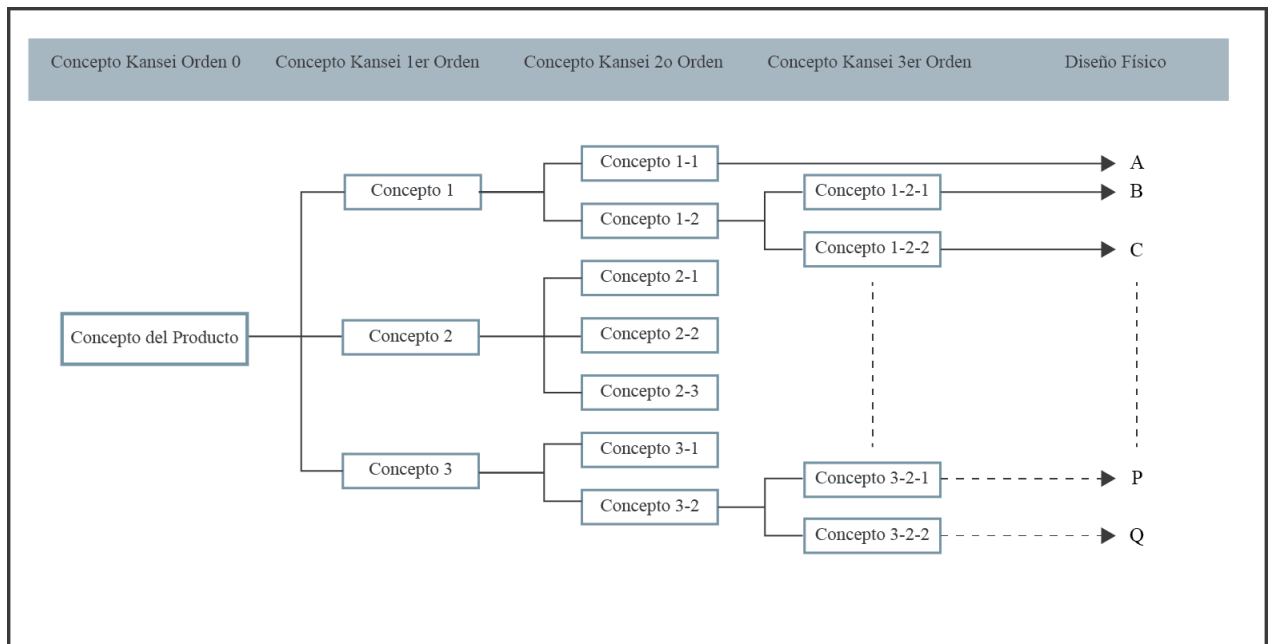 Concepto Kansei Orden 0
Concepto Kansei 1er Orden
Concepto Kansei 2o Orden
Concepto Kansei 3er Orden
Diseño Físico
Concepto del Producto
Concepto 1
Concepto 1-1
A
Concepto 1-2
Concepto 1-2-1
B
Concepto 1-2-2
C
Concepto 2
Concepto 2-1
Concepto 2-2
Concepto 2-3
Concepto 3
Concepto 3-1
Concepto 3-2
Concepto 3-2-1
P
Concepto 3-2-2
Q